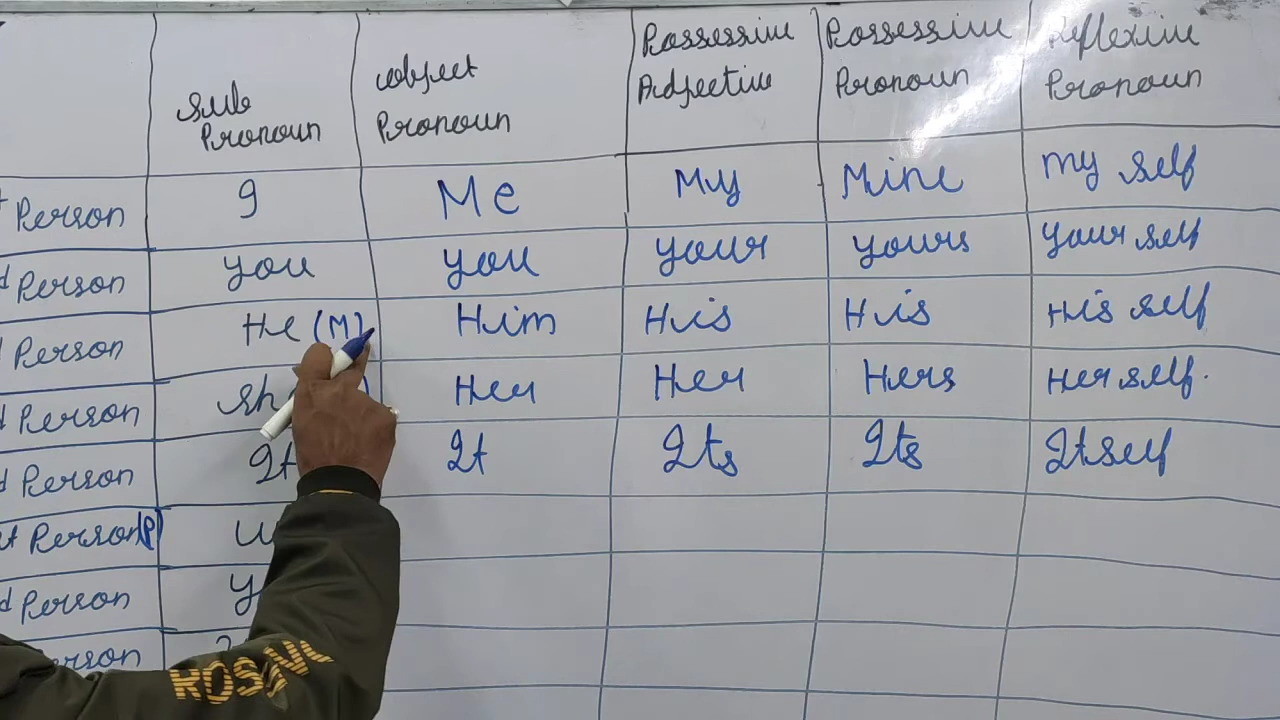 Sub Pronoun
Object Pronoun
Possessive Adjective
Possessive Pronoun
Reflexive Pronoun
Person I Me My Mine My self
Person you you your yours your self
Person He (M) Him His His His self
Person Her Her Hers Her self.
Person It It Its Its Itself
Person(P)
Person